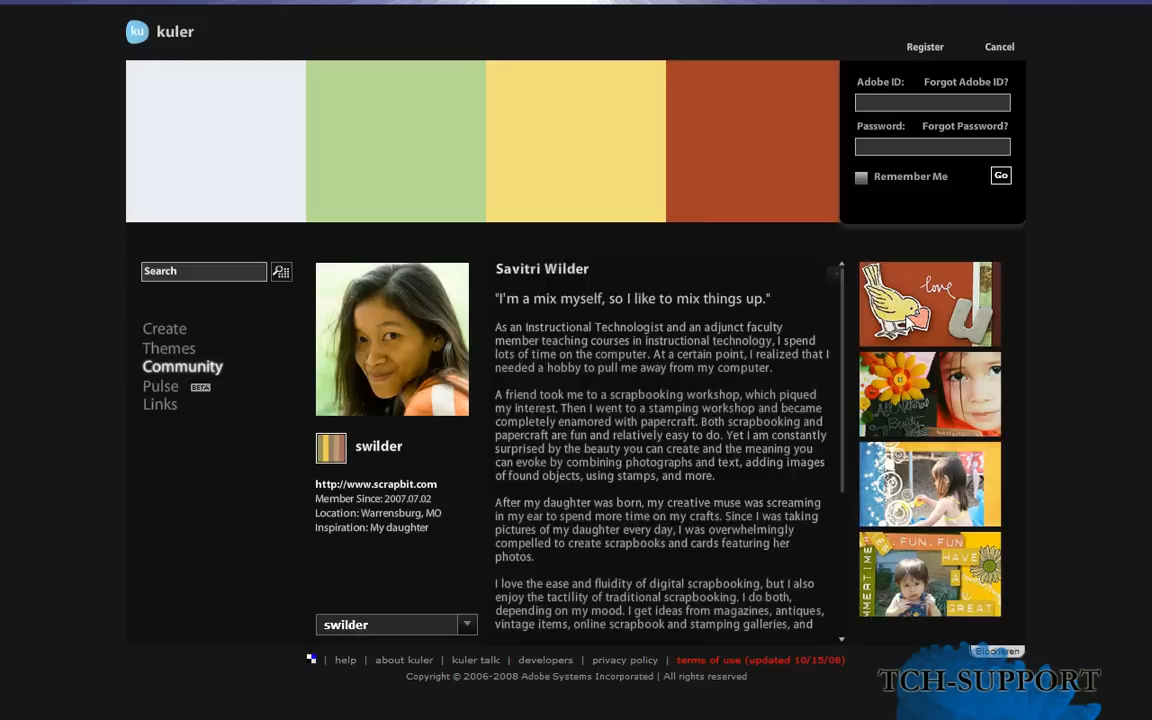 ku kuler
Register Cancel
Adobe ID: Forgot Adobe ID?
Password: Forgot Password?
Remember Me Go
Search
Create
Themes
Community
Pulse BETA
Links
swilder
http://www.scrapbit.com
Member Since: 2007.07.02
Location: Warrensburg, MO
Inspiration: My daughter
swilder
Savitri Wilder
"I'm a mix myself, so I like to mix things up."
As an Instructional Technologist and an adjunct faculty
member teaching courses in instructional technology, I spend
lots of time on the computer. At a certain point, I realized that I
needed a hobby to pull me away from my computer.
A friend took me to a scrapbooking workshop, which piqued
my interest. Then I went to a stamping workshop and became
completely enamored with papercraft. Both scrapbooking and
papercraft are fun and relatively easy to do. Yet I am constantly
surprised by the beauty you can create and the meaning you
can evoke by combining photographs and text, adding images
of found objects, using stamps, and more.
After my daughter was born, my creative muse was screaming
in my ear to spend more time on my crafts. Since I was taking
pictures of my daughter every day, I was overwhelmingly
compelled to create scrapbooks and cards featuring her
photos.
I love the ease and fluidity of digital scrapbooking, but I also
enjoy the tactility of traditional scrapbooking. I do both,
depending on my mood. I get ideas from magazines, antiques,
vintage items, online scrapbook and stamping galleries, and
love u
All Natural
Beauty
FUN. FUN
HAVE
A
GREAT
MMERTIME
| help | about kuler | kuler talk | developers | privacy policy | terms of use (updated 10/15/08)
Copyright © 2006-2008 Adobe Systems Incorporated | All rights reserved
Blockieren
TCH-SUPPORT